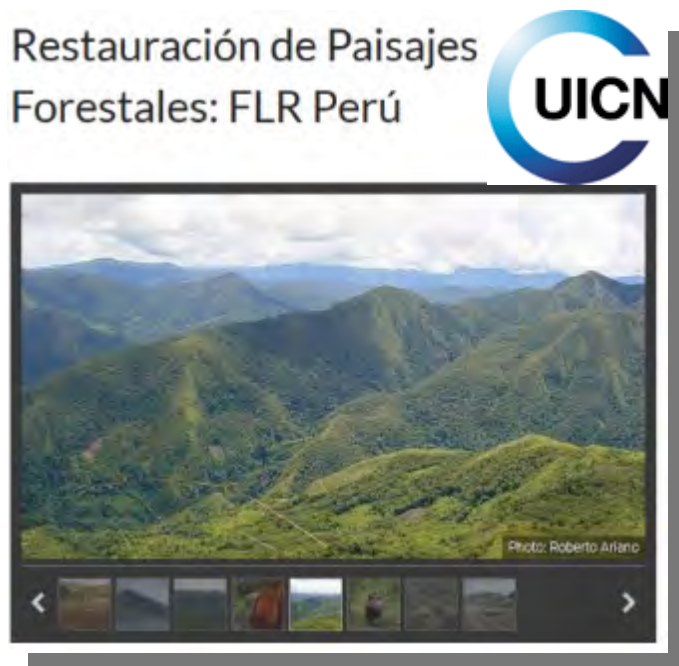 Restauración de Paisajes
Forestales: FLR Perú
UICN
Photo: Roberto Ariano